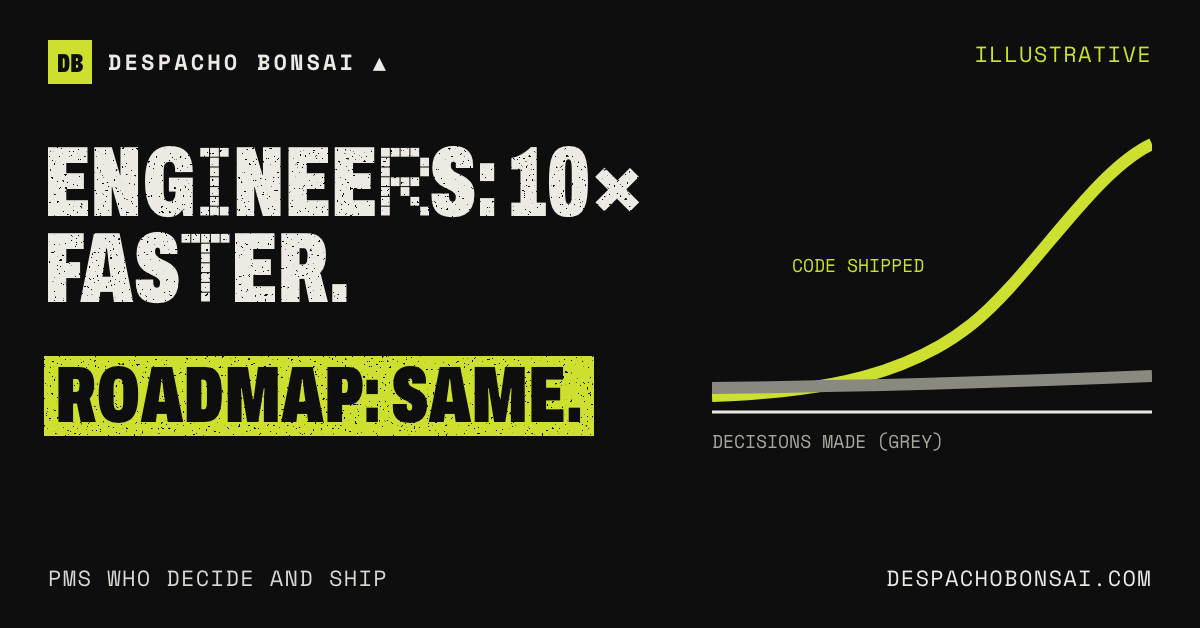 DB DESPACHO BONSAI ▲
ILLUSTRATIVE
ENGINEERS: 10×
FASTER.
ROADMAP: SAME.
CODE SHIPPED
DECISIONS MADE (GREY)
PMS WHO DECIDE AND SHIP
DESPACHOBONSAI.COM